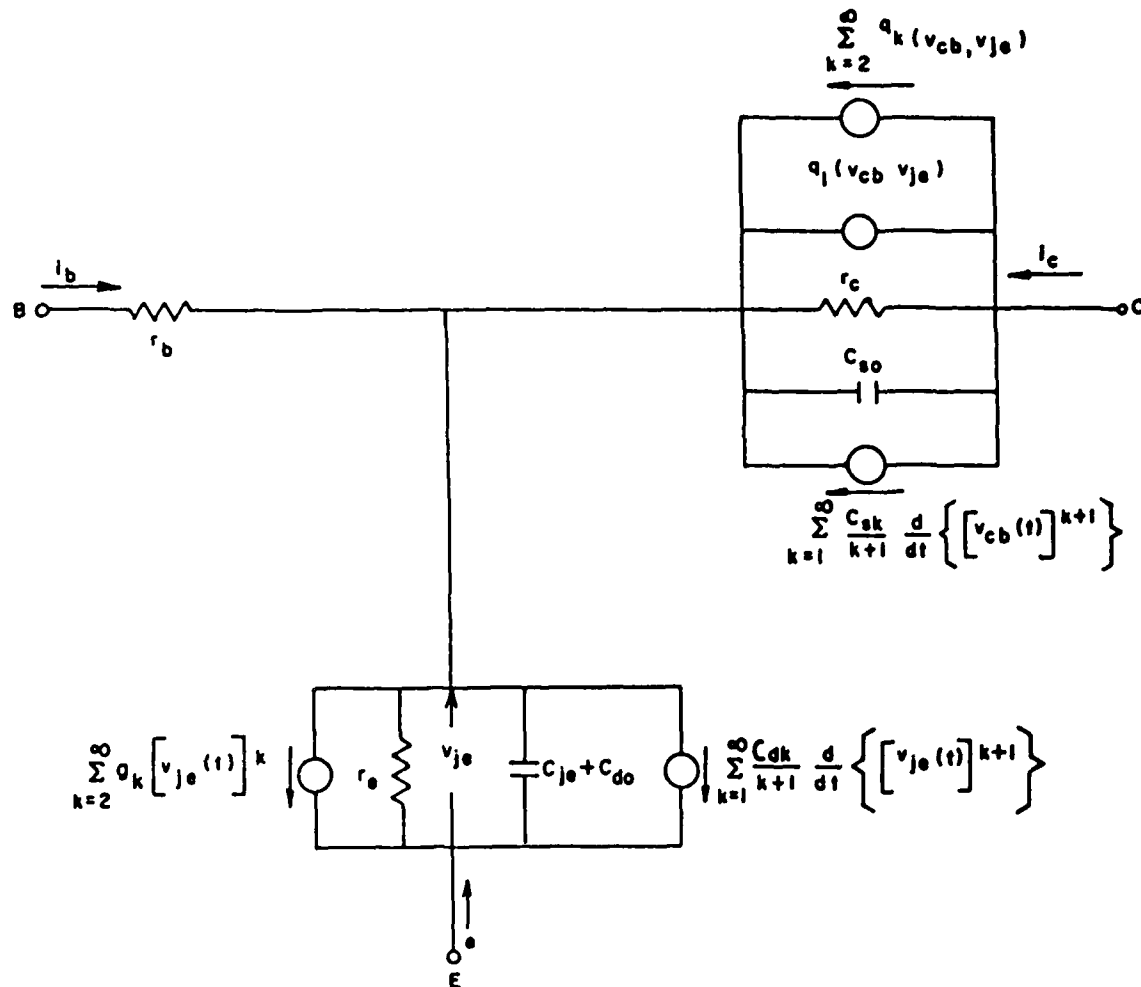 ∞ ∑ k=2 q_k (v_cb, v_je)
q_1 (v_cb v_je)
i_b
i_c
r_c
B
C
r_b
C_so
∞ ∑ k=1 C_sk/k+1 d/dt { [v_cb (t)]^k+1 }
∞ ∑ k=2 g_k [v_je (t)]^k
r_e
v_je
C_je + C_do
∞ ∑ k=1 C_dk/k+1 d/dt { [v_je (t)]^k+1 }
e
E